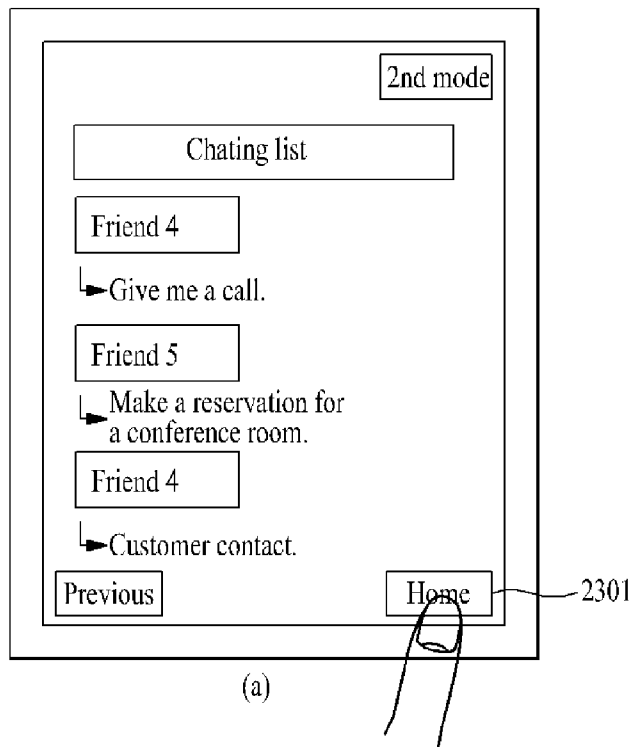 2nd mode
Chating list
Friend 4
Give me a call.
Friend 5
Make a reservation for
a conference room.
Friend 4
Customer contact.
Previous
Home
2301
(a)